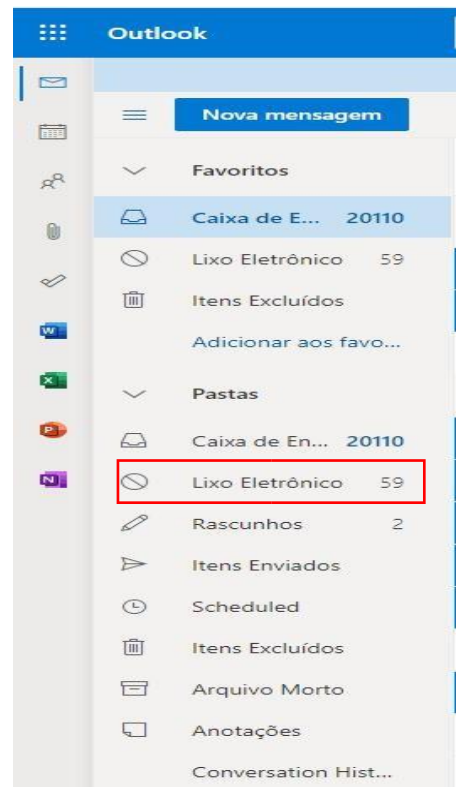 Outlook
Nova mensagem
Favoritos
Caixa de E... 20110
Lixo Eletrônico 59
Itens Excluídos
Adicionar aos favo...
Pastas
Caixa de En... 20110
Lixo Eletrônico 59
Rascunhos 2
Itens Enviados
Scheduled
Itens Excluídos
Arquivo Morto
Anotações
Conversation Hist...